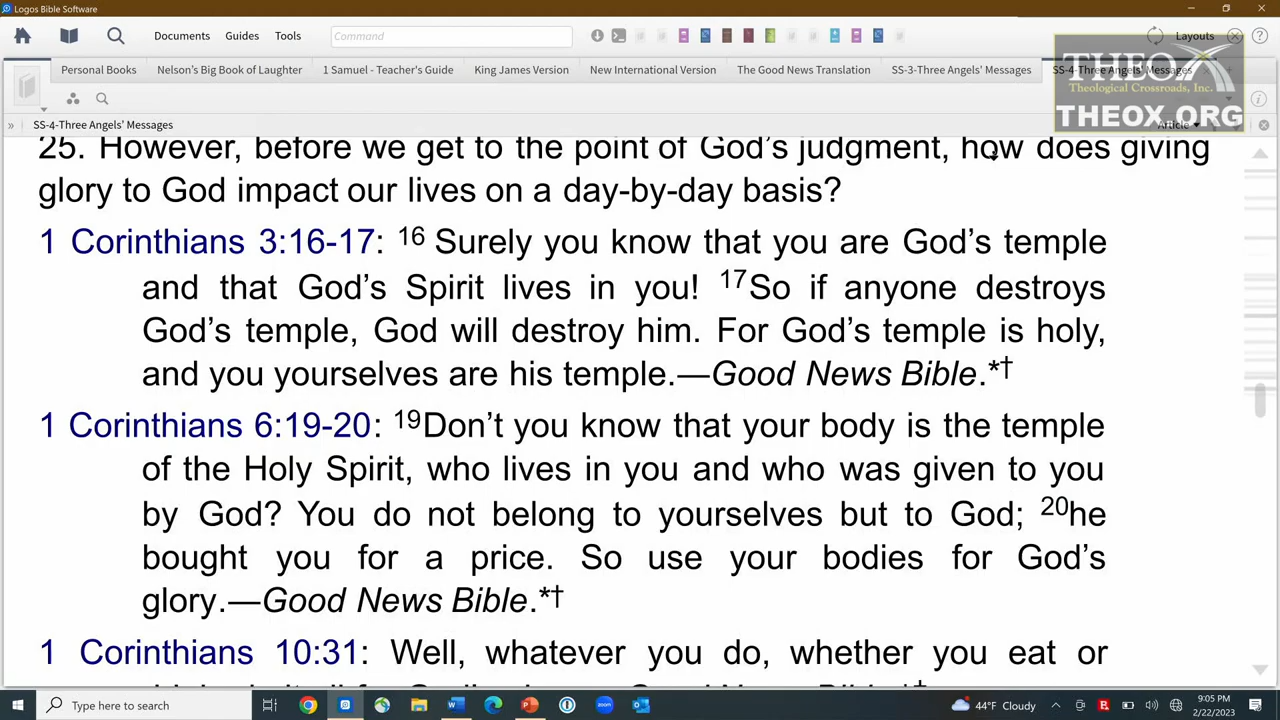 Logos Bible Software
Documents Guides Tools Command Layouts
Personal Books Nelson's Big Book of Laughter 1 Sam King James Version New International Version The Good News Translation SS-3-Three Angels' Messages SS-4-Three Angels' Messages
THEOX
Theological Crossroads, Inc.
THEOX.ORG
» SS-4-Three Angels' Messages Article
25. However, before we get to the point of God's judgment, how does giving
glory to God impact our lives on a day-by-day basis?
1 Corinthians 3:16-17: 16 Surely you know that you are God's temple
and that God's Spirit lives in you! 17So if anyone destroys
God's temple, God will destroy him. For God's temple is holy,
and you yourselves are his temple.—Good News Bible.*†
1 Corinthians 6:19-20: 19Don't you know that your body is the temple
of the Holy Spirit, who lives in you and who was given to you
by God? You do not belong to yourselves but to God; 20he
bought you for a price. So use your bodies for God's
glory.—Good News Bible.*†
1 Corinthians 10:31: Well, whatever you do, whether you eat or
Type here to search
44°F Cloudy
9:05 PM
2/22/2023